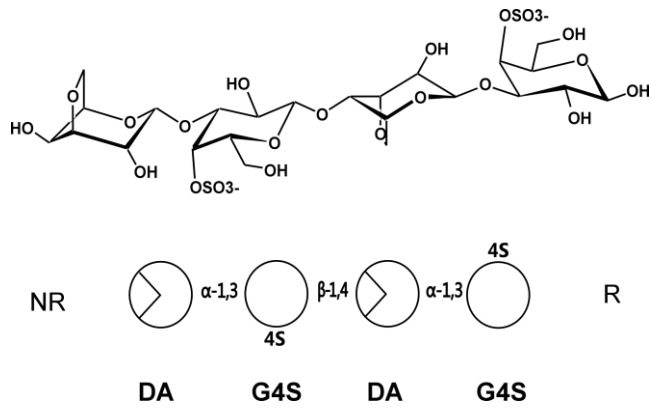 OSO3- OH
O
OH O
HO O O OH
O HO O O O OH
O O OH
HO OH O
OH
OSO3-
4S
NR α-1,3 β-1,4 α-1,3 R
4S
DA G4S DA G4S